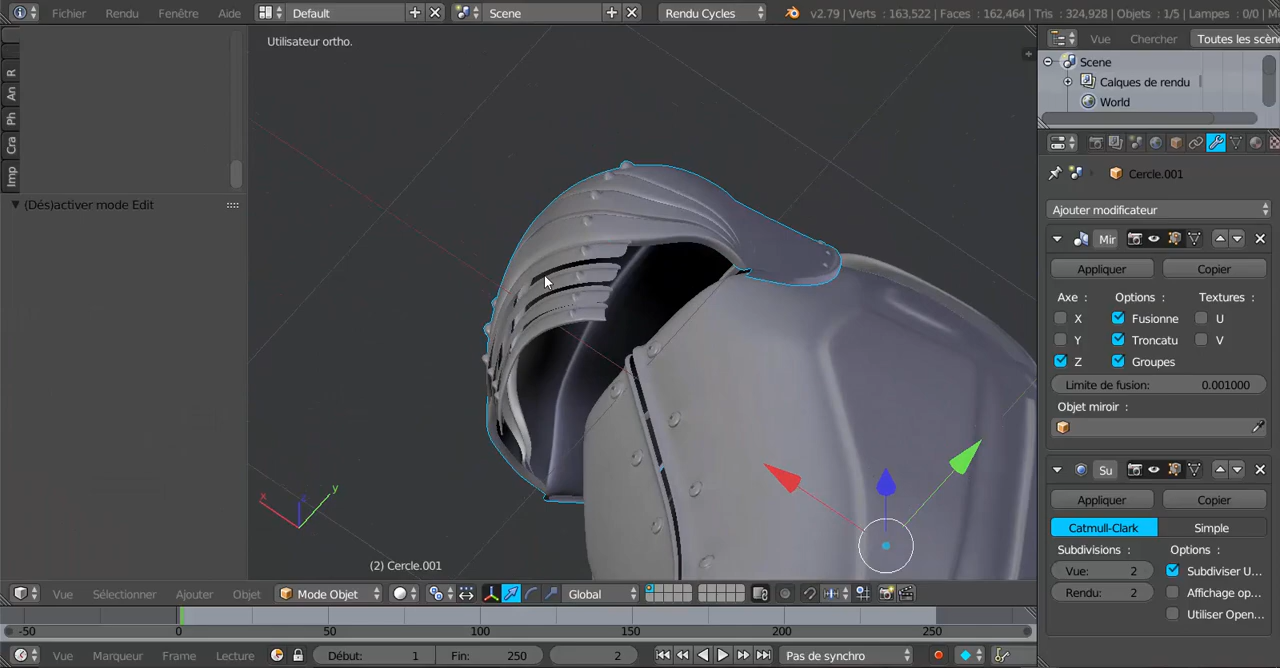 Fichier Rendu Fenêtre Aide Default Scene Rendu Cycles v2.79 | Verts : 163,522 | Faces : 162,464 | Tris : 324,928 | Objets : 1/5 | Lampes : 0/0 | M
Utilisateur ortho.
Vue Chercher Toutes les scèn
Scene
Calques de rendu
World
R
An
Ph
Cra
Imp
(Dés)activer mode Edit
Cercle.001
Ajouter modificateur
Mir
Appliquer Copier
Axe : Options : Textures :
X Fusionne U
Y Troncatu V
Z Groupes
Limite de fusion: 0.001000
Objet miroir :
Su
Appliquer Copier
Catmull-Clark Simple
Subdivisions : Options :
Vue: 2 Subdiviser U...
Rendu: 2 Affichage op...
Utiliser Open...
x y z
(2) Cercle.001
Vue Sélectionner Ajouter Objet Mode Objet Global
-50 0 50 100 150 200 250
Vue Marqueur Frame Lecture Début: 1 Fin: 250 2 Pas de synchro